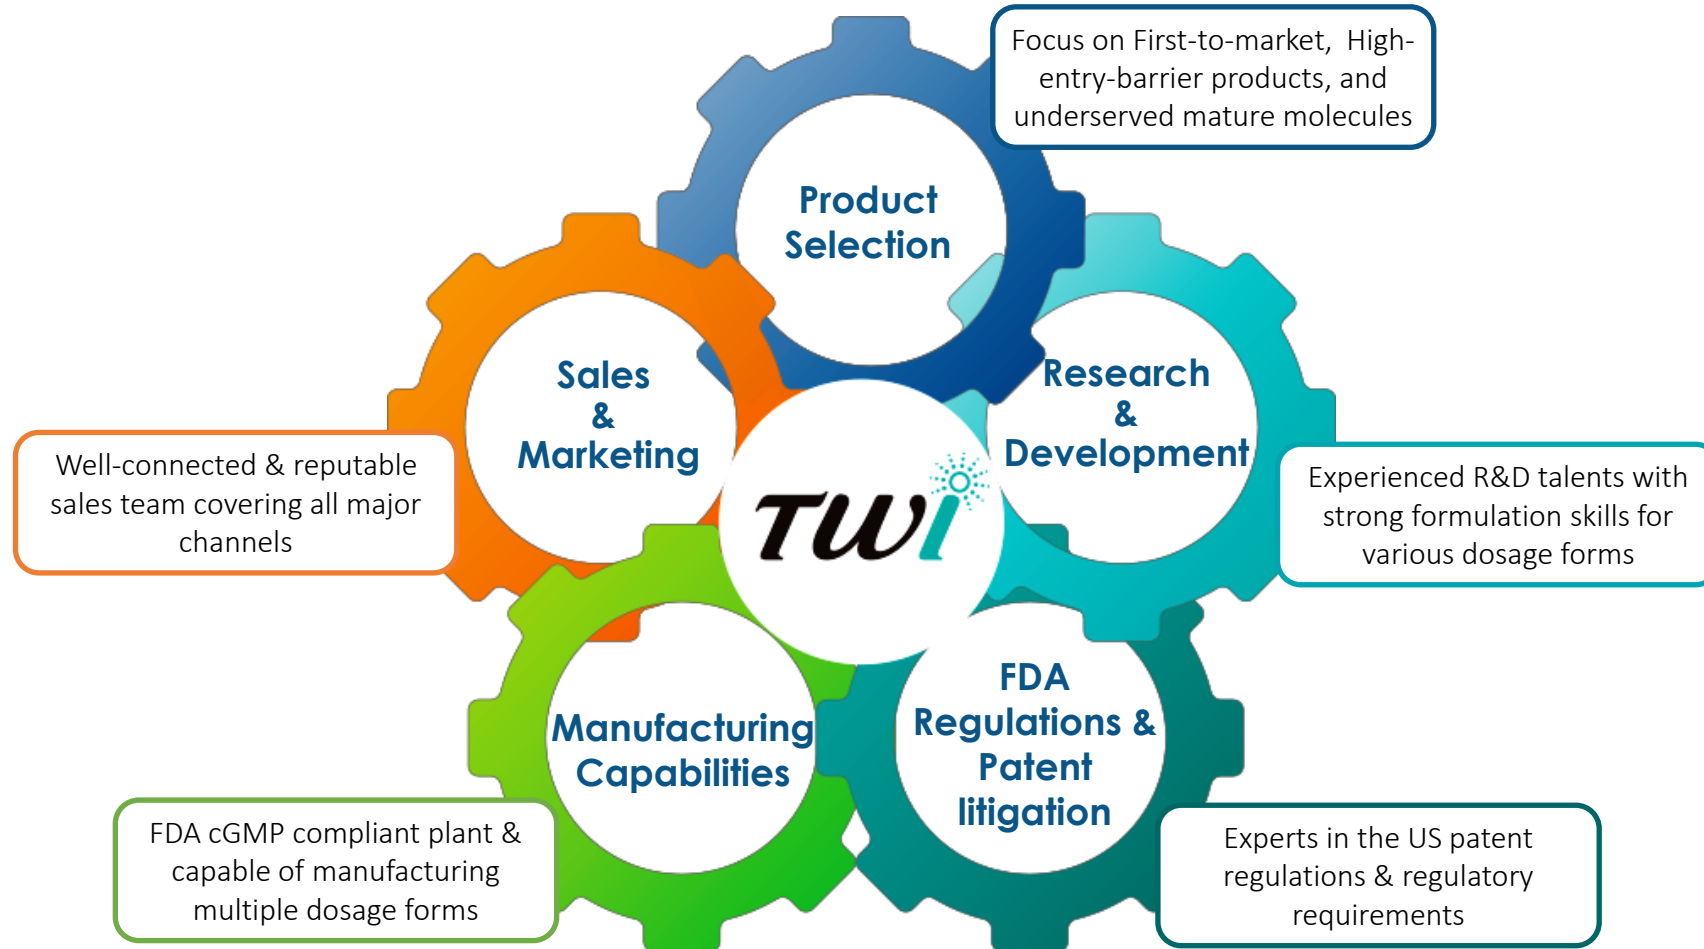 Focus on First-to-market,  High-
entry-barrier products, and
underserved mature molecules
Product
Selection
Sales
&
Marketing
Research
&
Development
Well-connected & reputable
sales team covering all major
channels
TWi
Experienced R&D talents with
strong formulation skills for
various dosage forms
Manufacturing
Capabilities
FDA
Regulations &
Patent
litigation
FDA cGMP compliant plant &
capable of manufacturing
multiple dosage forms
Experts in the US patent
regulations & regulatory
requirements